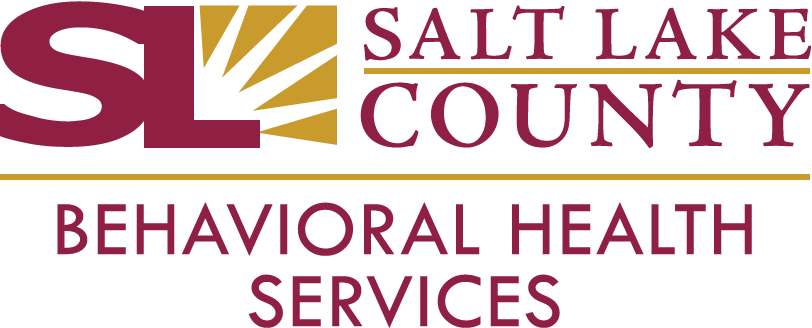 SL
SALT LAKE
COUNTY
BEHAVIORAL HEALTH
SERVICES